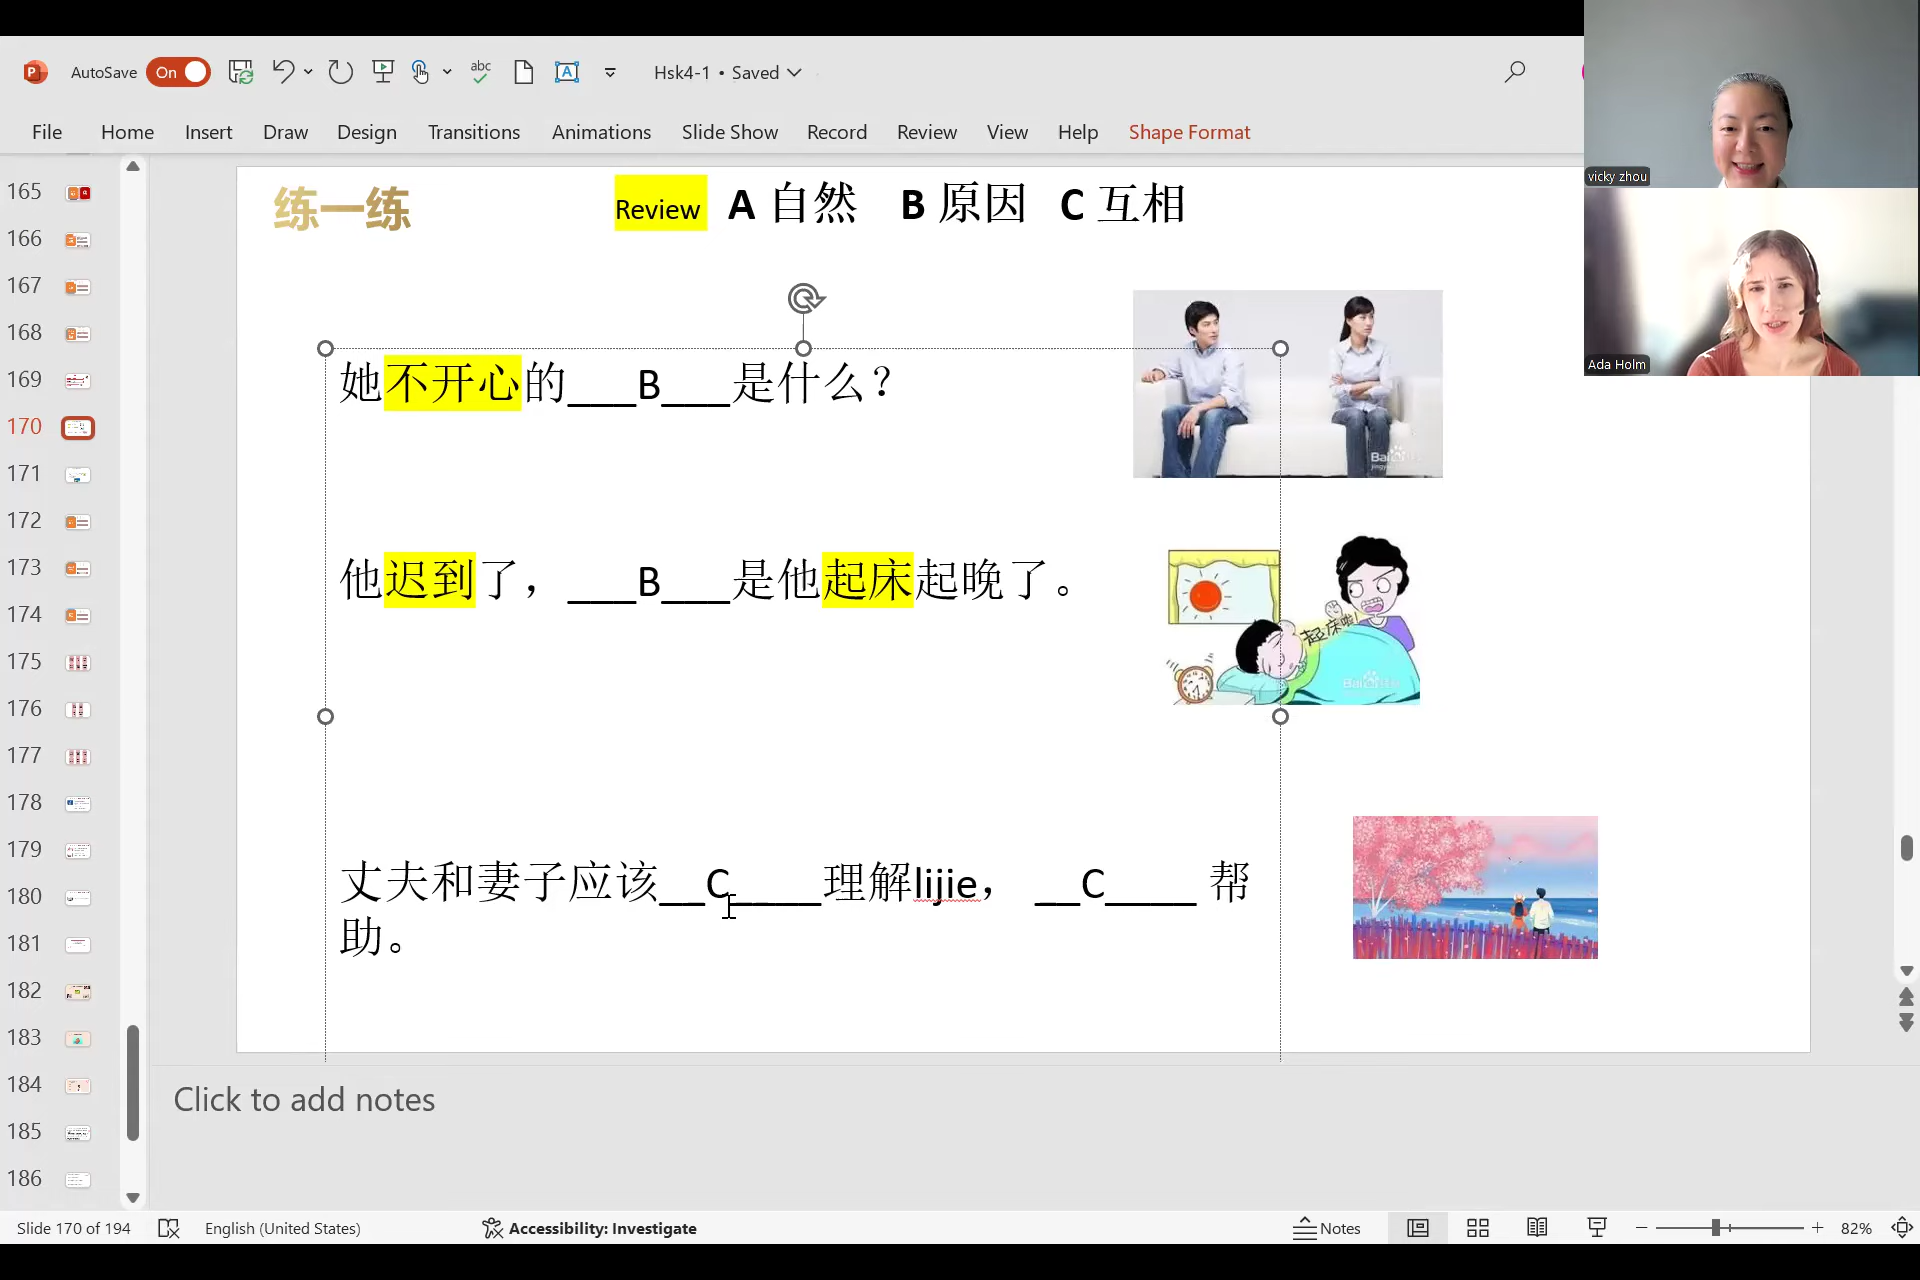 AutoSave On Hsk4-1 • Saved
File Home Insert Draw Design Transitions Animations Slide Show Record Review View Help Shape Format
vicky zhou
Ada Holm
165
166
167
168
169
170
171
172
173
174
175
176
177
178
179
180
181
182
183
184
185
186
练一练 Review A 自然 B 原因 C 互相
她不开心的___B___是什么？
他迟到了，___B___是他起床起晚了。
起床啦!
丈夫和妻子应该__C____理解lijie， __C____ 帮
助。
Click to add notes
Slide 170 of 194 English (United States) Accessibility: Investigate Notes 82%